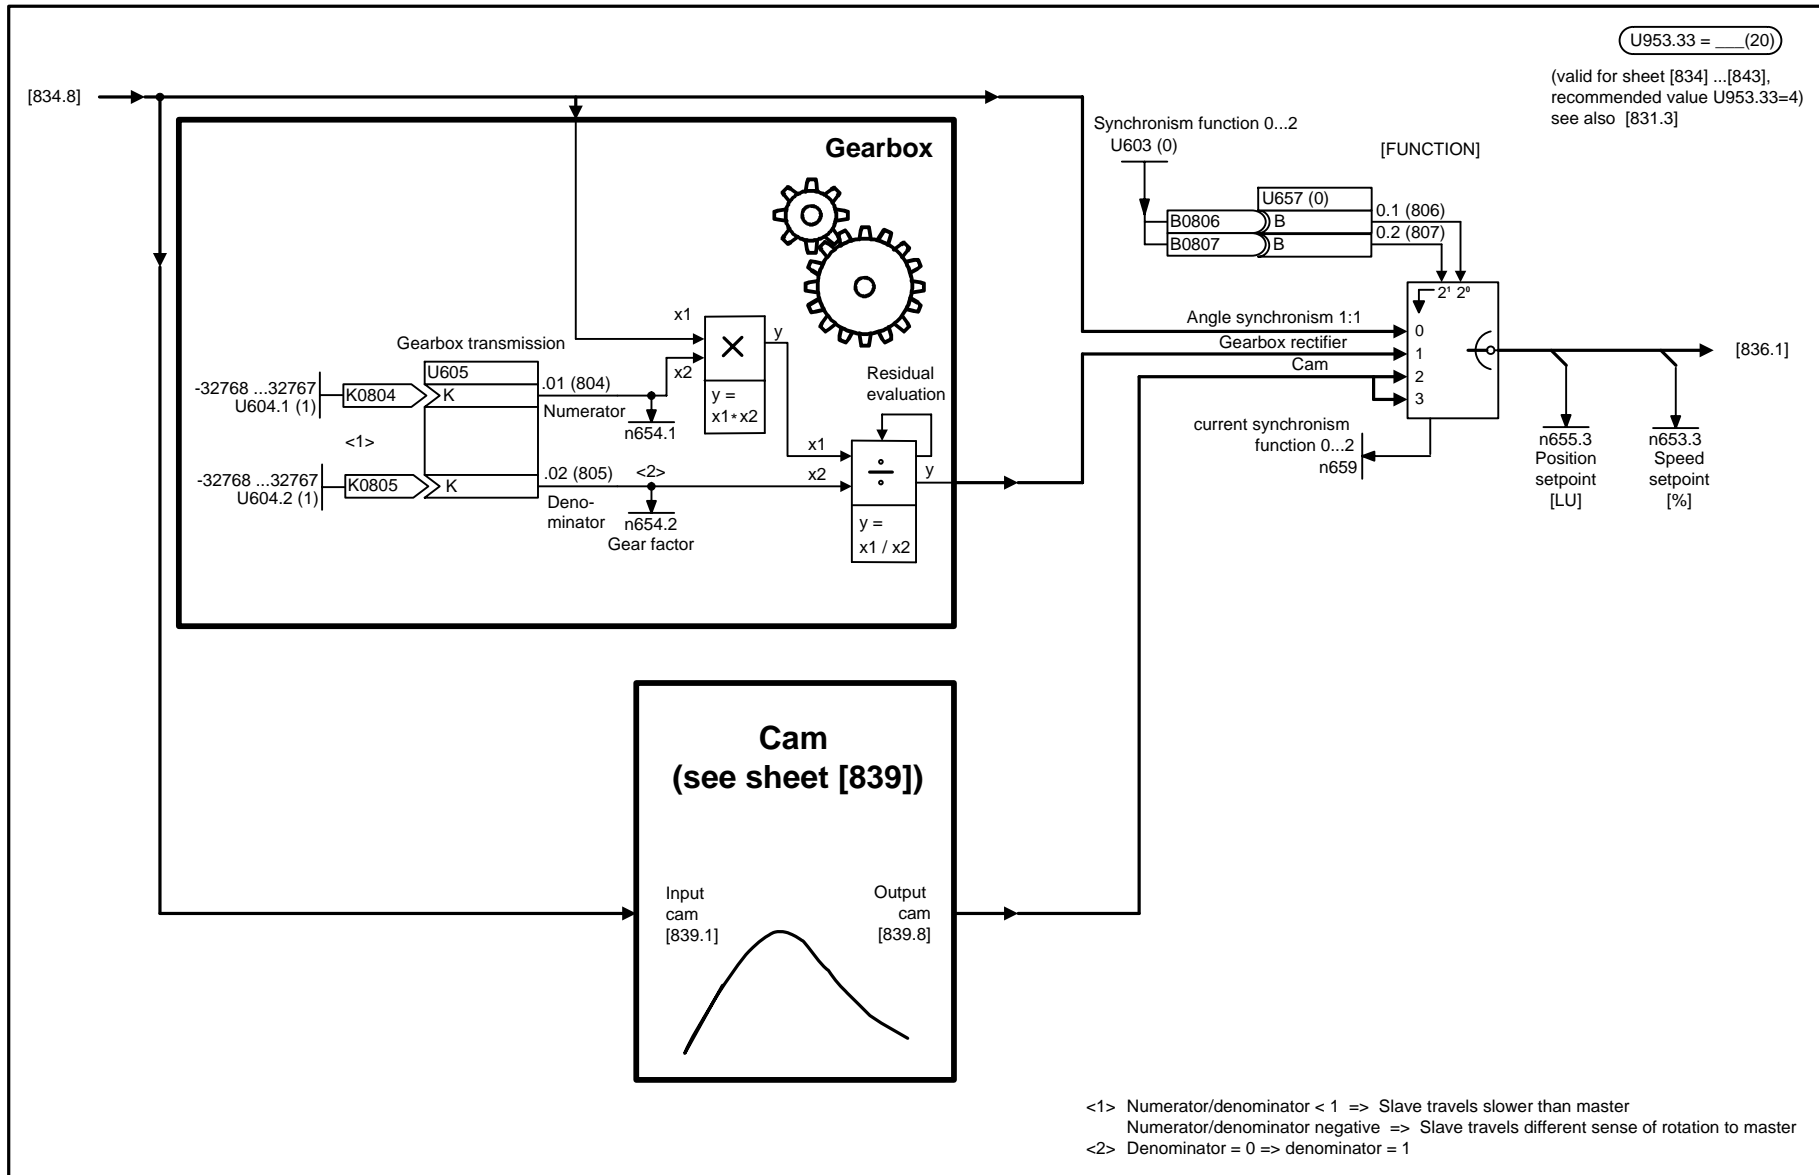 U953.33 = ___(20)
(valid for sheet [834] ...[843],
recommended value U953.33=4)
see also [831.3]
[834.8]
Synchronism function 0...2
U603 (0)
[FUNCTION]
Gearbox
U657 (0)
B0806
B
0.1 (806)
B0807
B
0.2 (807)
2¹ 2⁰
Angle synchronism 1:1
0
Gearbox rectifier
1
Cam
2
3
[836.1]
x1
y
x2
y =
x1*x2
Gearbox transmission
U605
-32768 ...32767
U604.1 (1)
K0804
K
.01 (804)
Numerator
n654.1
<1>
-32768 ...32767
U604.2 (1)
K0805
K
.02 (805)
<2>
Deno-
minator
n654.2
Gear factor
Residual
evaluation
x1
x2
y
y =
x1 / x2
current synchronism
function 0...2
n659
n655.3
Position
setpoint
[LU]
n653.3
Speed
setpoint
[%]
Cam
(see sheet [839])
Input
cam
[839.1]
Output
cam
[839.8]
<1> Numerator/denominator < 1 => Slave travels slower than master
Numerator/denominator negative => Slave travels different sense of rotation to master
<2> Denominator = 0 => denominator = 1